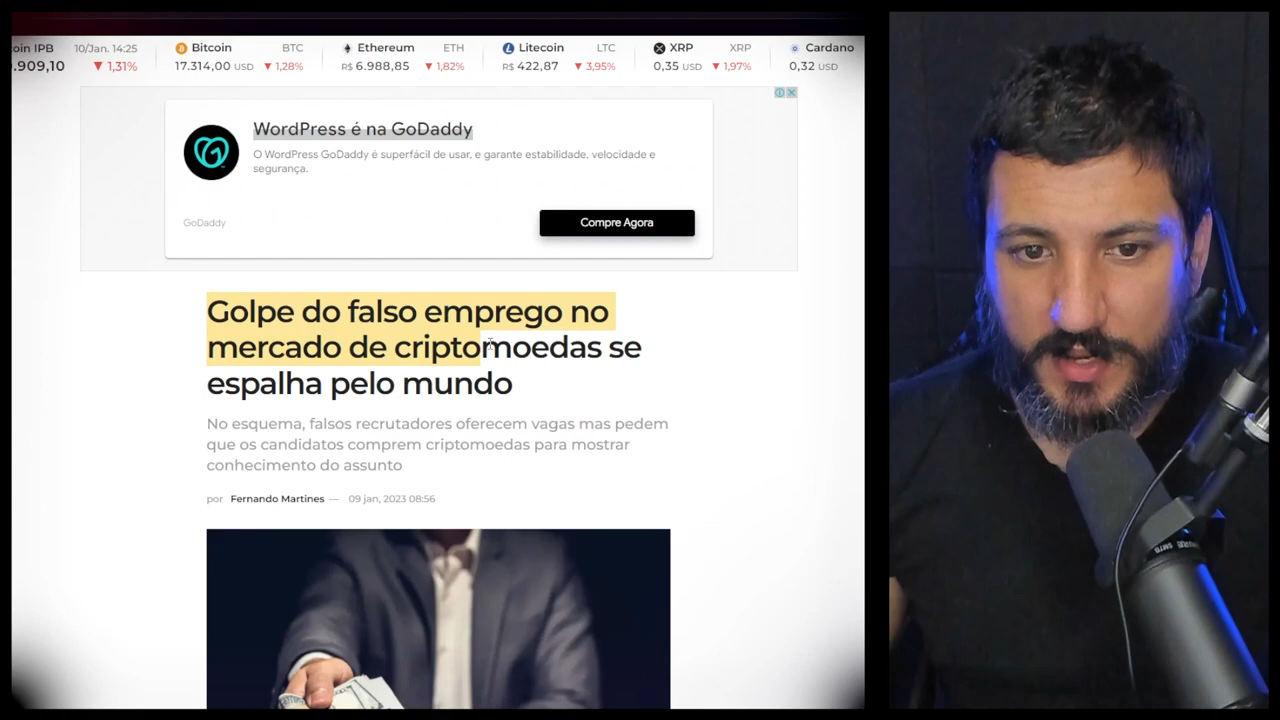 coin IPB 10/Jan. 14:25 Bitcoin BTC Ethereum ETH Litecoin LTC XRP XRP Cardano
.909,10 ▼ 1,31% 17.314,00 USD ▼ 1,28% R$ 6.988,85 ▼ 1,82% R$ 422,87 ▼ 3,95% 0,35 USD ▼ 1,97% 0,32 USD
WordPress é na GoDaddy
O WordPress GoDaddy é superfácil de usar, e garante estabilidade, velocidade e
segurança.
GoDaddy
Compre Agora
Golpe do falso emprego no
mercado de criptomoedas se
espalha pelo mundo
No esquema, falsos recrutadores oferecem vagas mas pedem
que os candidatos comprem criptomoedas para mostrar
conhecimento do assunto
por Fernando Martines — 09 jan, 2023 08:56